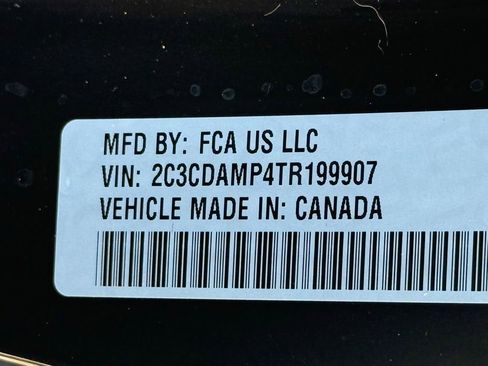 MFD BY: FCA US LLC
VIN: 2C3CDAMP4TR199907
VEHICLE MADE IN: CANADA